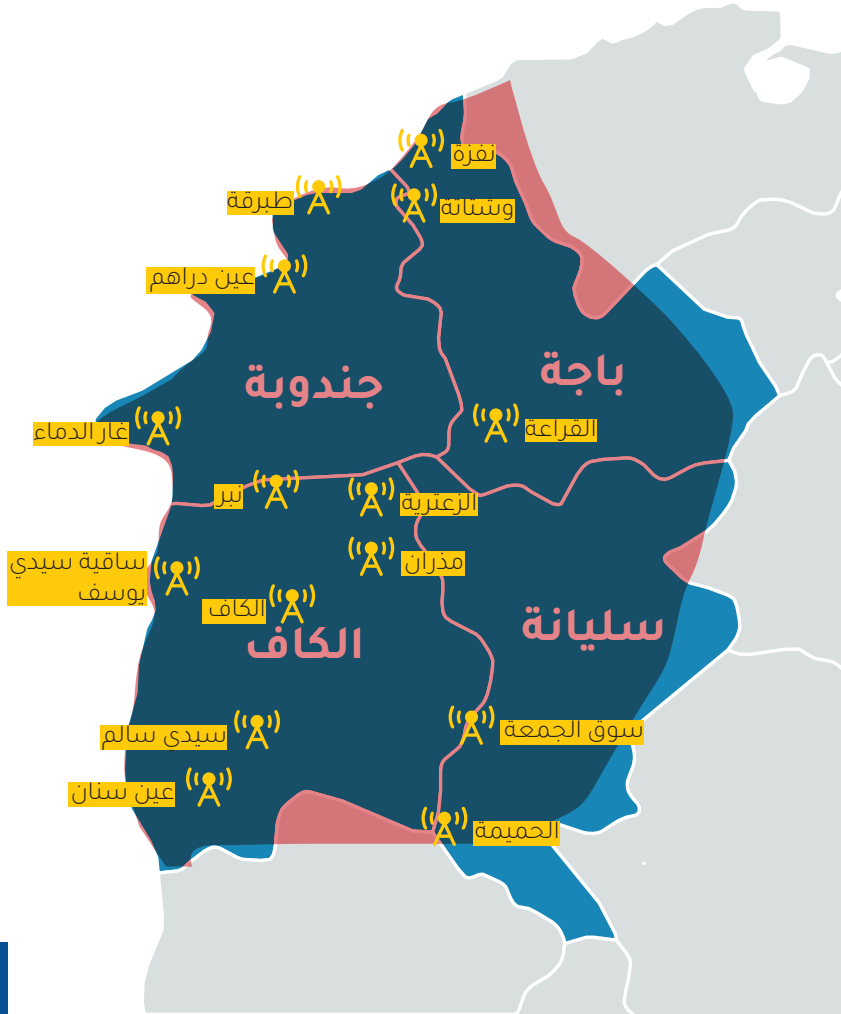 نفزة
طبرقة
وشتاتة
عين دراهم
باجة
جندوبة
القراعة
غار الدماء
نبر
الزعترية
مذران
ساقية سيدي
يوسف
الكاف
سليانة
الكاف
سوق الجمعة
سيدي سالم
عين سنان
الحميمة